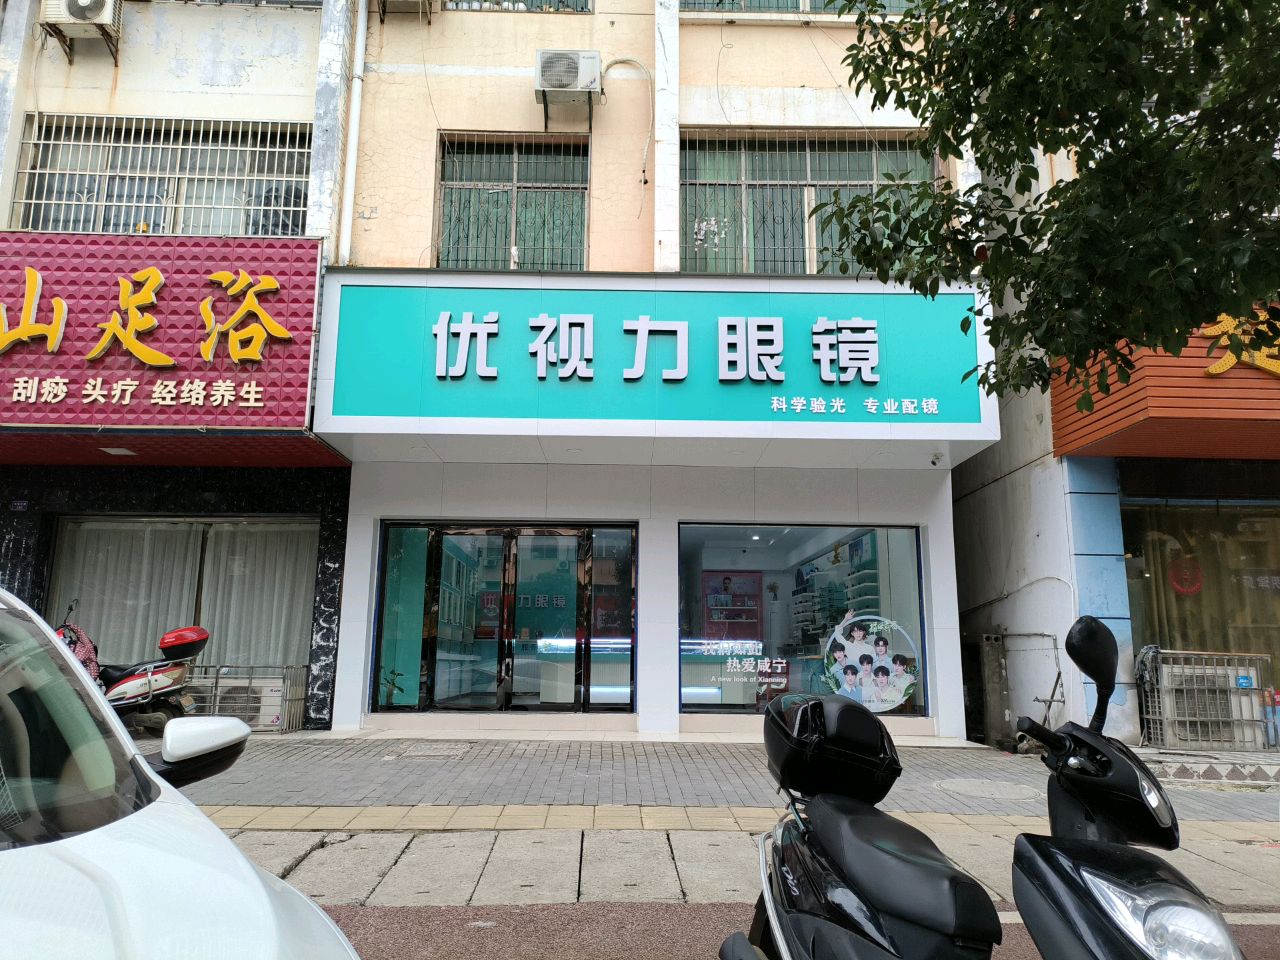 山足浴
刮痧 头疗 经络养生
优视力眼镜
科学验光 专业配镜
力眼镜
热爱咸宁
A new look of Xianning